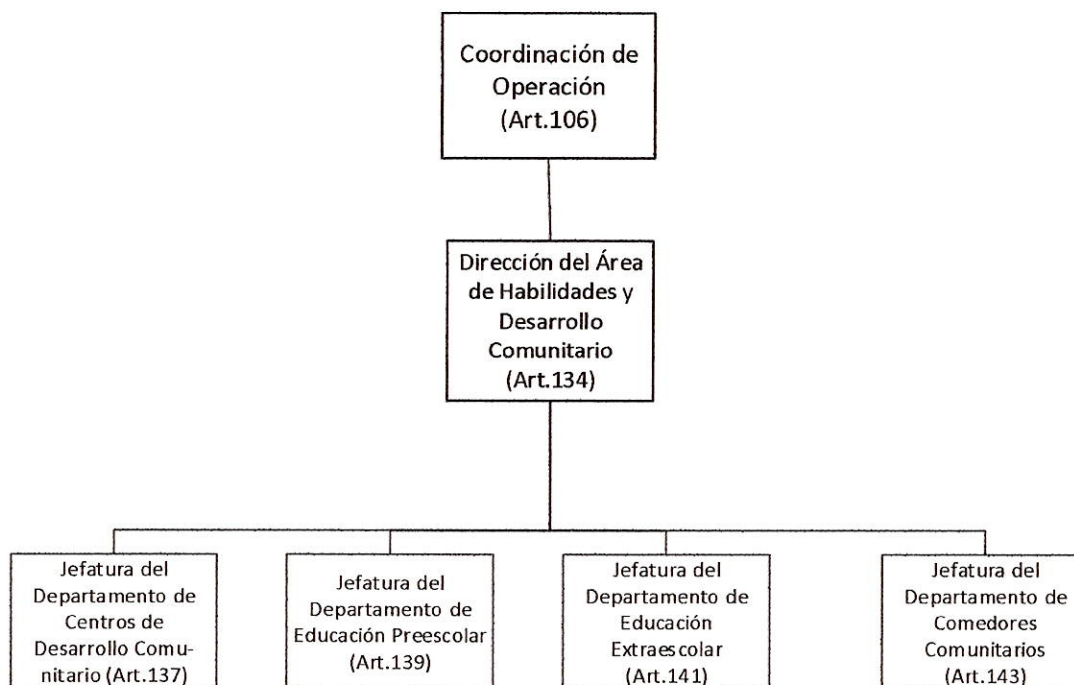 Coordinación de
Operación
(Art.106)
Dirección del Área
de Habilidades y
Desarrollo
Comunitario
(Art.134)
Jefatura del
Departamento de
Centros de
Desarrollo Comu-
nitario (Art.137)
Jefatura del
Departamento de
Educación Preescolar
(Art.139)
Jefatura del
Departamento de
Educación
Extraescolar
(Art.141)
Jefatura del
Departamento de
Comedores
Comunitarios
(Art.143)